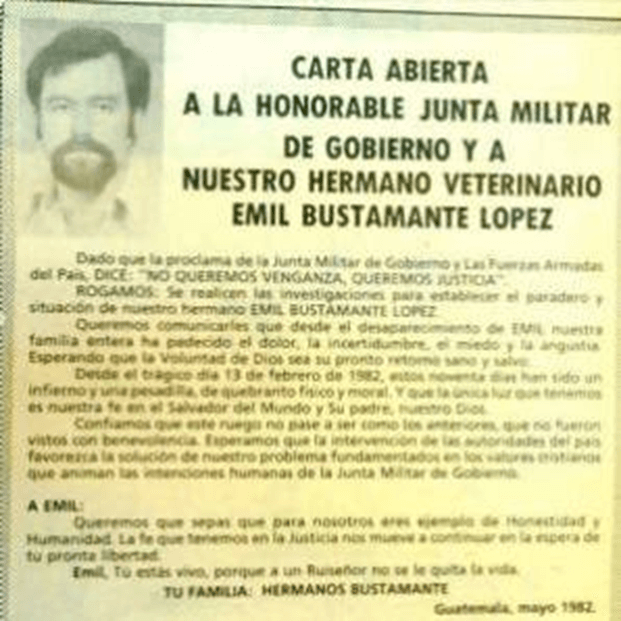 CARTA ABIERTA
A LA HONORABLE JUNTA MILITAR
DE GOBIERNO Y A
NUESTRO HERMANO VETERINARIO
EMIL BUSTAMANTE LOPEZ
Dado que la proclama de la Junta Militar de Gobierno y Las Fuerzas Armadas
del País, DICE: "NO QUEREMOS VENGANZA, QUEREMOS JUSTICIA".
ROGAMOS: Se realicen las investigaciones para establecer el paradero y
situación de nuestro hermano EMIL BUSTAMANTE LOPEZ.
Queremos comunicarles que desde el desaparecimiento de EMIL nuestra
familia entera ha padecido el dolor, la incertidumbre, el miedo y la angustia.
Esperando que la Voluntad de Dios sea su pronto retorno sano y salvo.
Desde el trágico día 13 de febrero de 1982, estos noventa días han sido un
infierno y una pesadilla, de quebranto físico y moral. Y que la única luz que tenemos
es nuestra fe en el Salvador del Mundo y Su padre, nuestro Dios.
Confiamos que este ruego no pase a ser como los anteriores, que no fueron
vistos con benevolencia. Esperamos que la intervención de las autoridades del país
favorezca la solución de nuestro problema fundamentados en los valores cristianos
que animan las intenciones humanas de la Junta Militar de Gobierno.
A EMIL:
Queremos que sepas que para nosotros eres ejemplo de Honestidad y
Humanidad. La fe que tenemos en la Justicia nos mueve a continuar en la espera de
tu pronta libertad.
Emil, Tú estás vivo, porque a un Ruiseñor no se le quita la vida.
TU FAMILIA: HERMANOS BUSTAMANTE
Guatemala, mayo 1982.